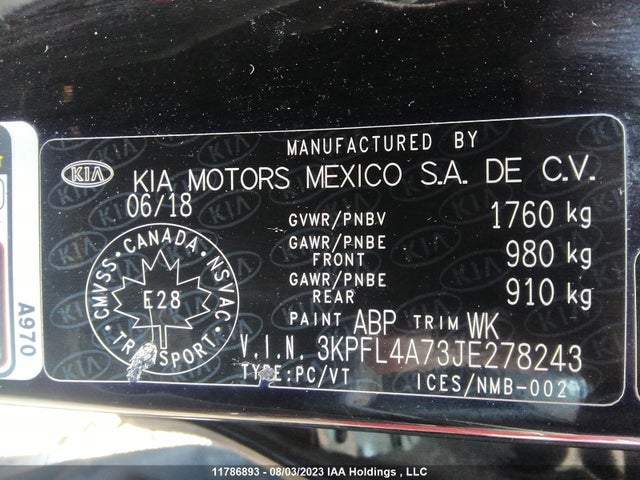 MANUFACTURED BY
KIA KIA MOTORS MEXICO S.A. DE C.V.
06/18
GVWR/PNBV 1760 kg
GAWR/PNBE FRONT 980 kg
GAWR/PNBE REAR 910 kg
PAINT ABP TRIM WK
V.I.N. 3KPFL4A73JE278243
TYPE:PC/VT ICES/NMB-002
CANADA
CMVSS NSVAC
E28
TRANSPORT
A970
11786893 - 08/03/2023 IAA Holdings , LLC